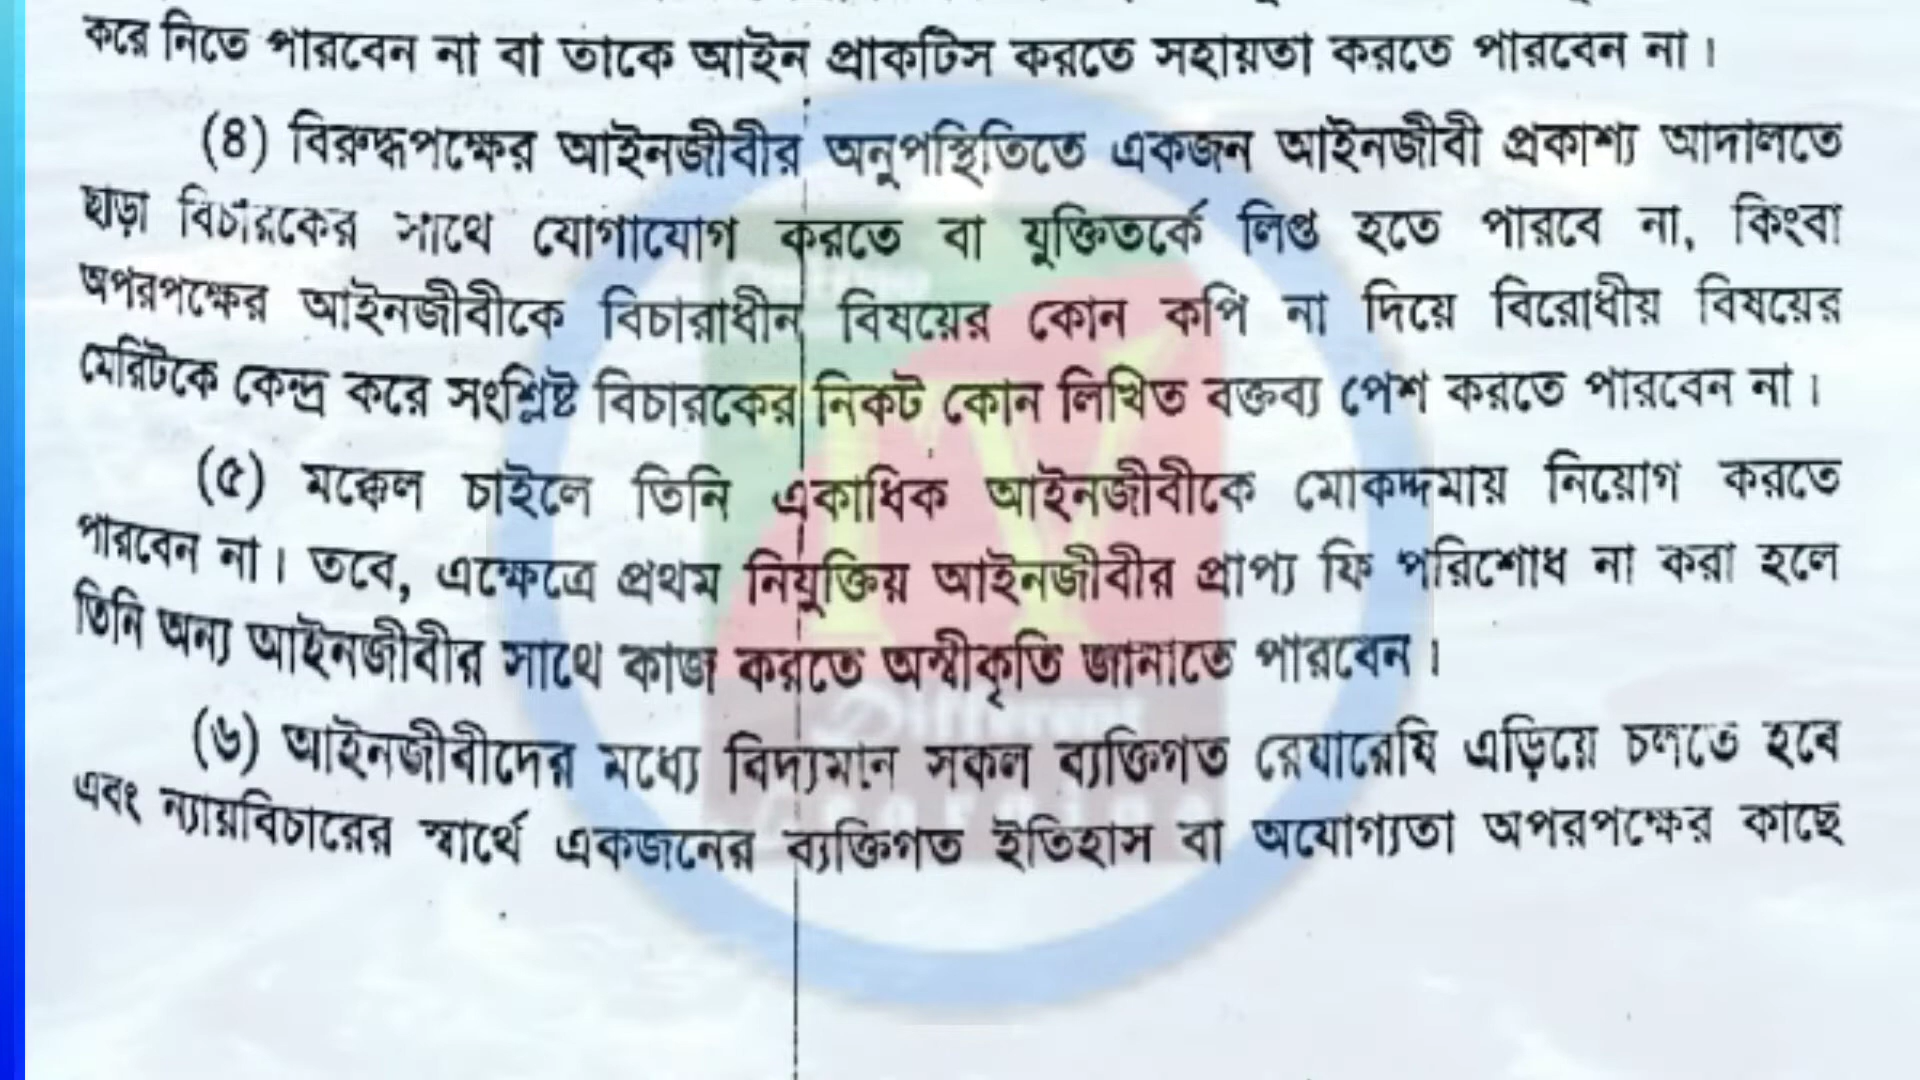 করে নিতে পারবেন না বা তাকে আইন প্রাকটিস করতে সহায়তা করতে পারবেন না।
(৪) বিরুদ্ধপক্ষের আইনজীবীর অনুপস্থিতিতে একজন আইনজীবী প্রকাশ্য আদালতে
ছাড়া বিচারকের সাথে যোগাযোগ করতে বা যুক্তিতর্কে লিপ্ত হতে পারবে না, কিংবা
অপরপক্ষের আইনজীবীকে বিচারাধীন বিষয়ের কোন কপি না দিয়ে বিরোধীয় বিষয়ের
মেরিটকে কেন্দ্র করে সংশ্লিষ্ট বিচারকের নিকট কোন লিখিত বক্তব্য পেশ করতে পারবেন না।
(৫) মক্কেল চাইলে তিনি একাধিক আইনজীবীকে মোকদ্দমায় নিয়োগ করতে
পারবেন না। তবে, এক্ষেত্রে প্রথম নিযুক্তিয় আইনজীবীর প্রাপ্য ফি পরিশোধ না করা হলে
তিনি অন্য আইনজীবীর সাথে কাজ করতে অস্বীকৃতি জানাতে পারবেন।
(৬) আইনজীবীদের মধ্যে বিদ্যমান সকল ব্যক্তিগত রেষারেষি এড়িয়ে চলতে হবে
এবং ন্যায়বিচারের স্বার্থে একজনের ব্যক্তিগত ইতিহাস বা অযোগ্যতা অপরপক্ষের কাছে
TV
Different